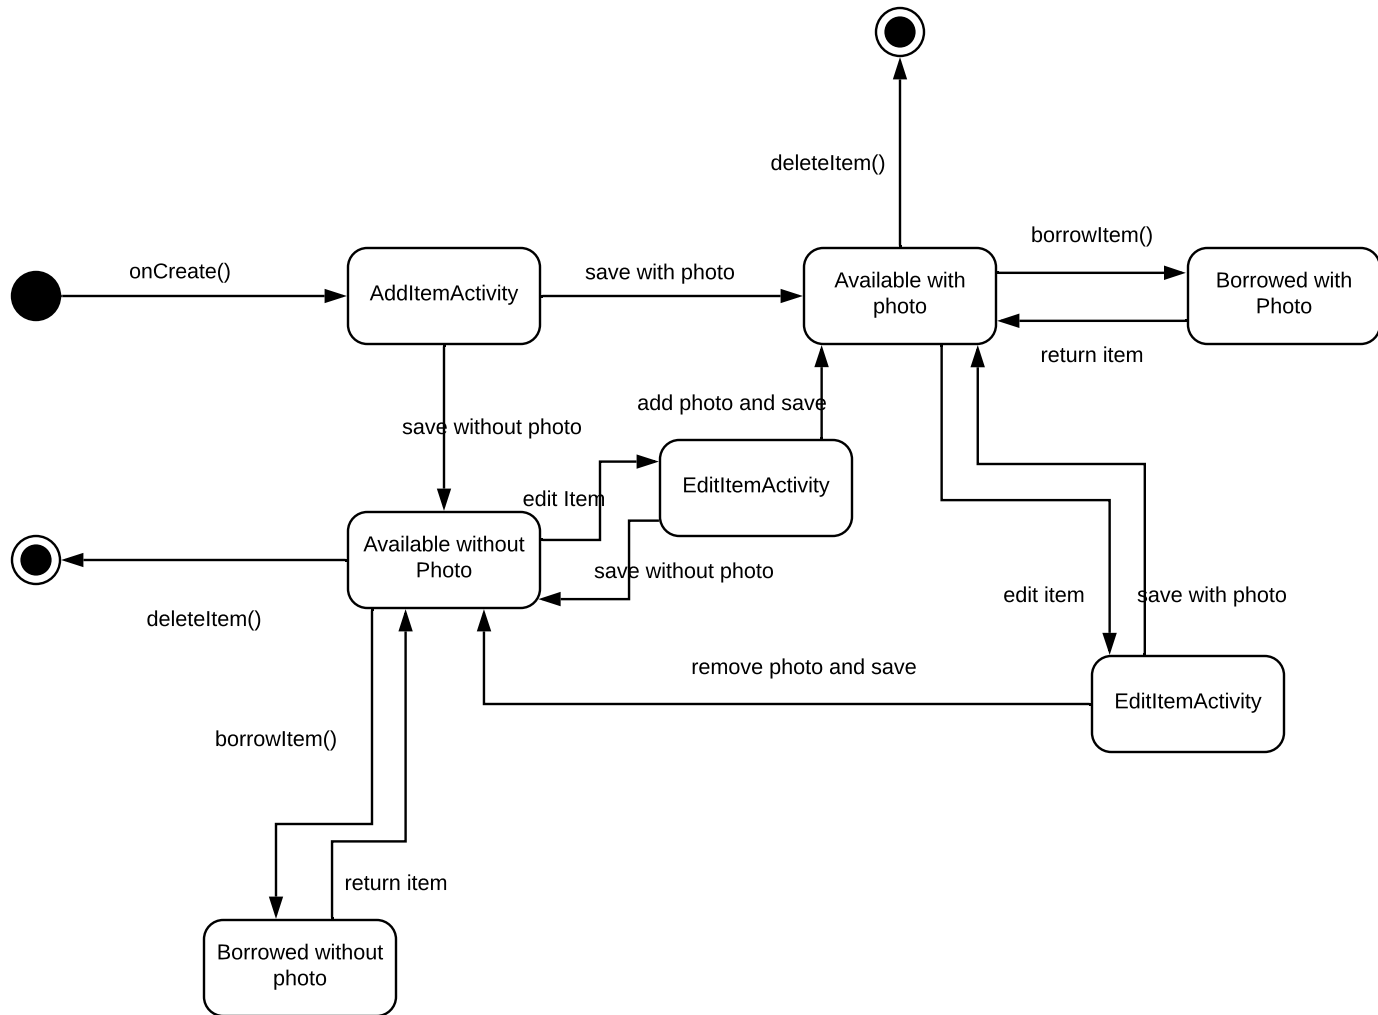 deleteItem()
borrowItem()
onCreate()
save with photo
AddItemActivity
Available with
photo
Borrowed with
Photo
return item
add photo and save
save without photo
EditItemActivity
edit Item
Available without
Photo
save without photo
edit item
save with photo
deleteItem()
remove photo and save
EditItemActivity
borrowItem()
return item
Borrowed without
photo